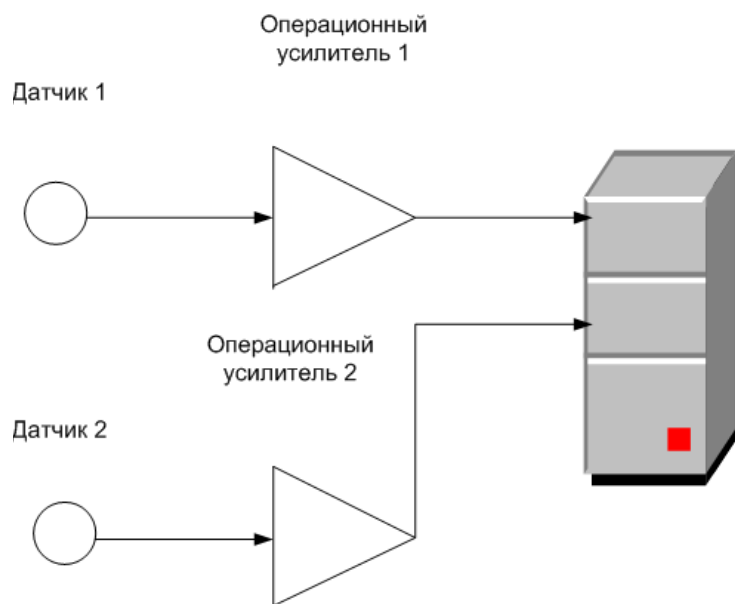 Операционный
усилитель 1
Датчик 1
Операционный
усилитель 2
Датчик 2